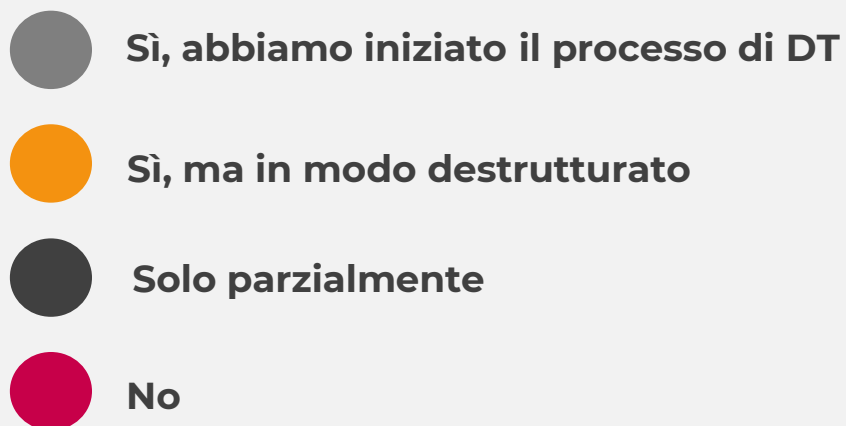 Sì, abbiamo iniziato il processo di DT
Sì, ma in modo destrutturato
Solo parzialmente
No